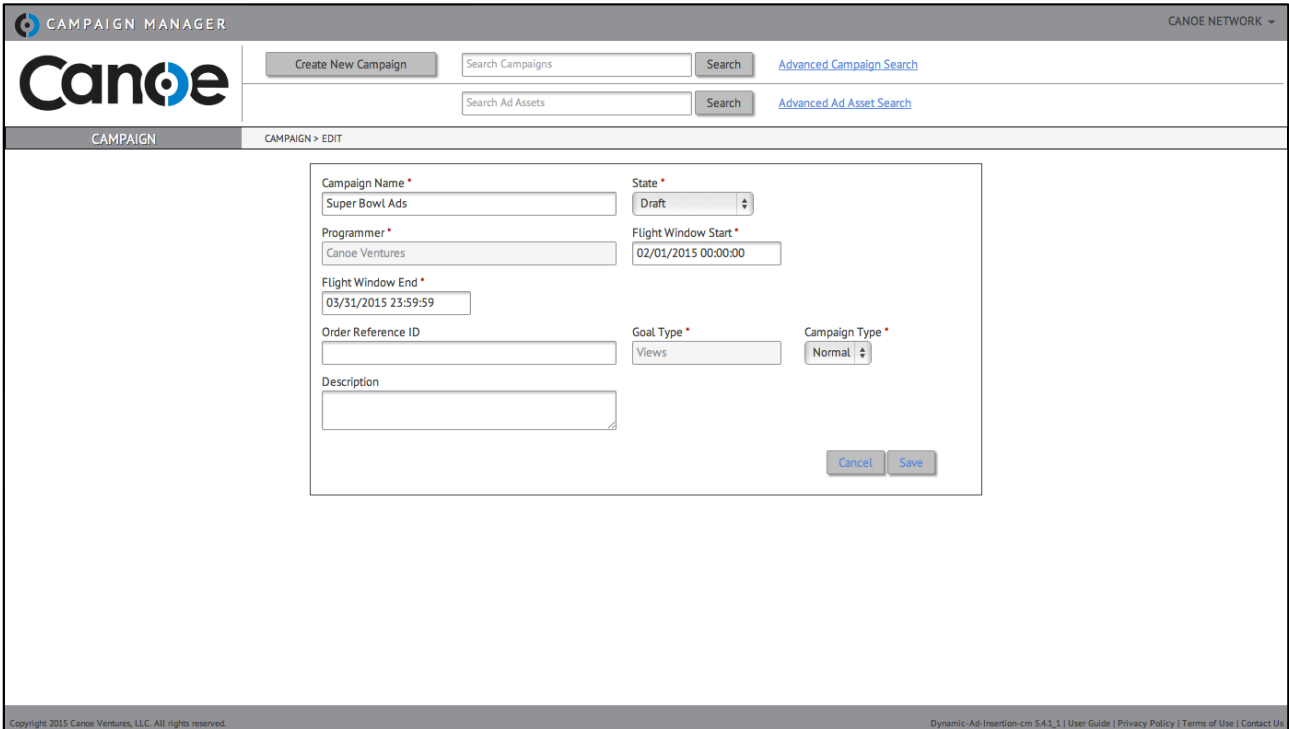 CAMPAIGN MANAGER
CANOE NETWORK
Canoe
Create New Campaign
Search Campaigns
Search
Advanced Campaign Search
Search Ad Assets
Search
Advanced Ad Asset Search
CAMPAIGN
CAMPAIGN > EDIT
Campaign Name *
State *
Super Bowl Ads
Draft
Programmer *
Flight Window Start *
Canoe Ventures
02/01/2015 00:00:00
Flight Window End *
03/31/2015 23:59:59
Order Reference ID
Goal Type *
Campaign Type *
Views
Normal
Description
Cancel
Save
Copyright 2015 Canoe Ventures, LLC. All rights reserved.
Dynamic-Ad-Insertion-cm 5.4.1_1 | User Guide | Privacy Policy | Terms of Use | Contact Us